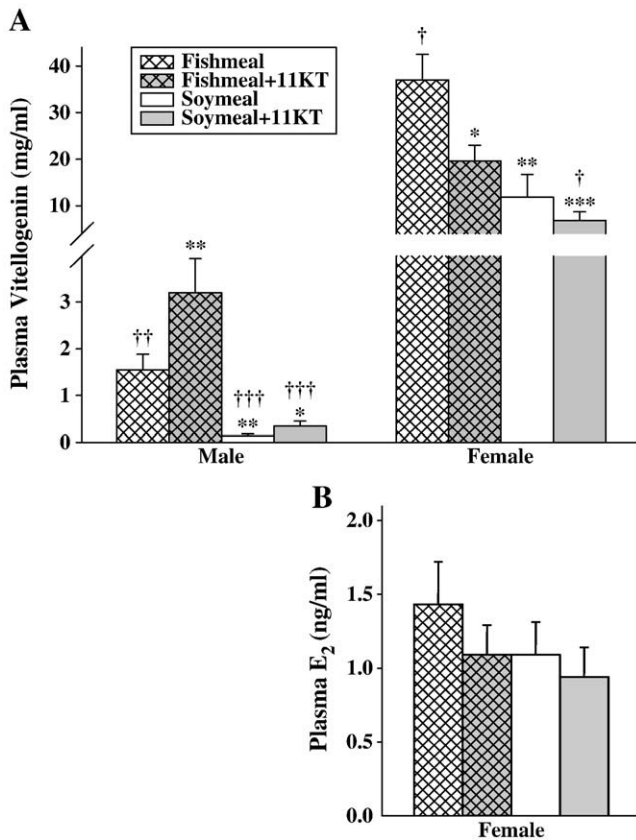 A
Plasma Vitellogenin (mg/ml)
40
30
20
10
3
2
1
0
Fishmeal
Fishmeal+11KT
Soymeal
Soymeal+11KT
††
**
†††
**
†††
*
†
*
**
†
***
Male Female
B
Plasma E2 (ng/ml)
2.0
1.5
1.0
0.5
0.0
Female